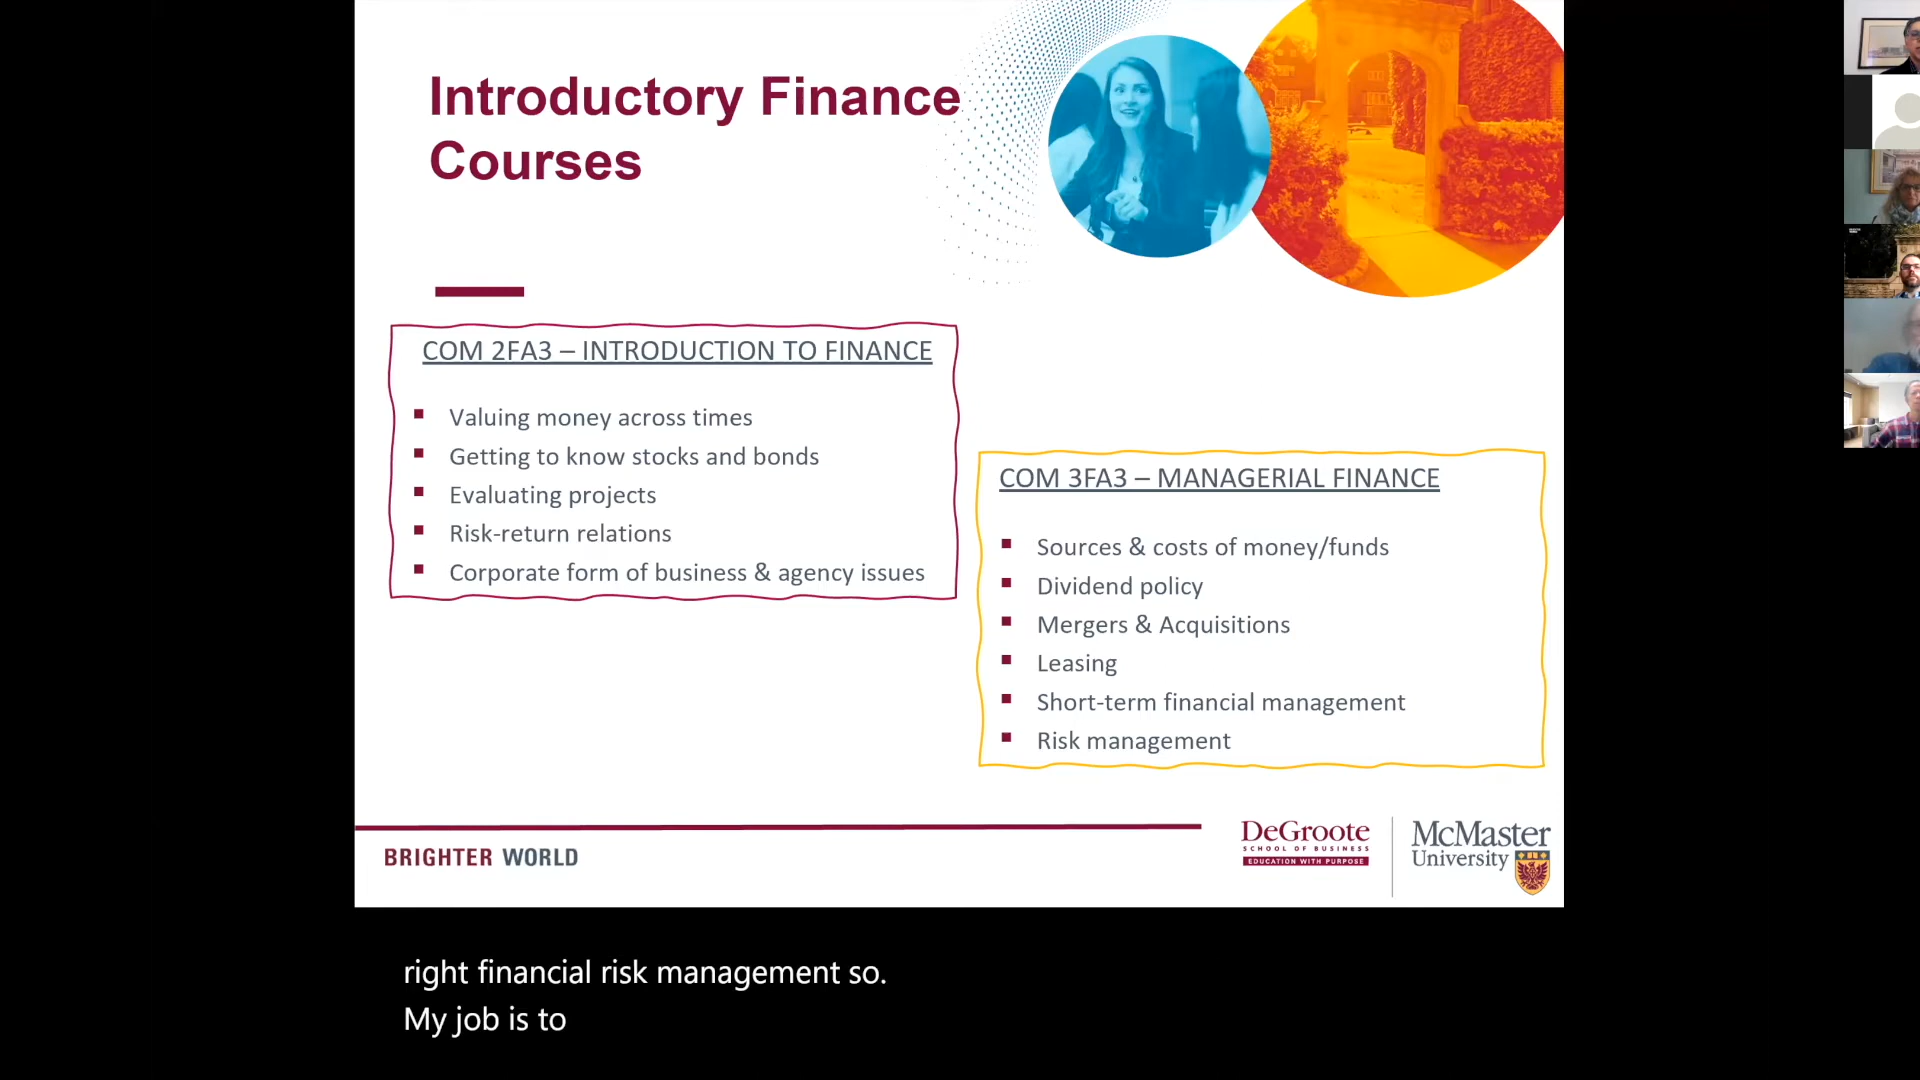 Introductory Finance
Courses
COM 2FA3 – INTRODUCTION TO FINANCE
Valuing money across times
Getting to know stocks and bonds
Evaluating projects
Risk-return relations
Corporate form of business & agency issues
COM 3FA3 – MANAGERIAL FINANCE
Sources & costs of money/funds
Dividend policy
Mergers & Acquisitions
Leasing
Short-term financial management
Risk management
BRIGHTER WORLD
DeGroote
SCHOOL OF BUSINESS
EDUCATION WITH PURPOSE
McMaster
University
right financial risk management so.
My job is to